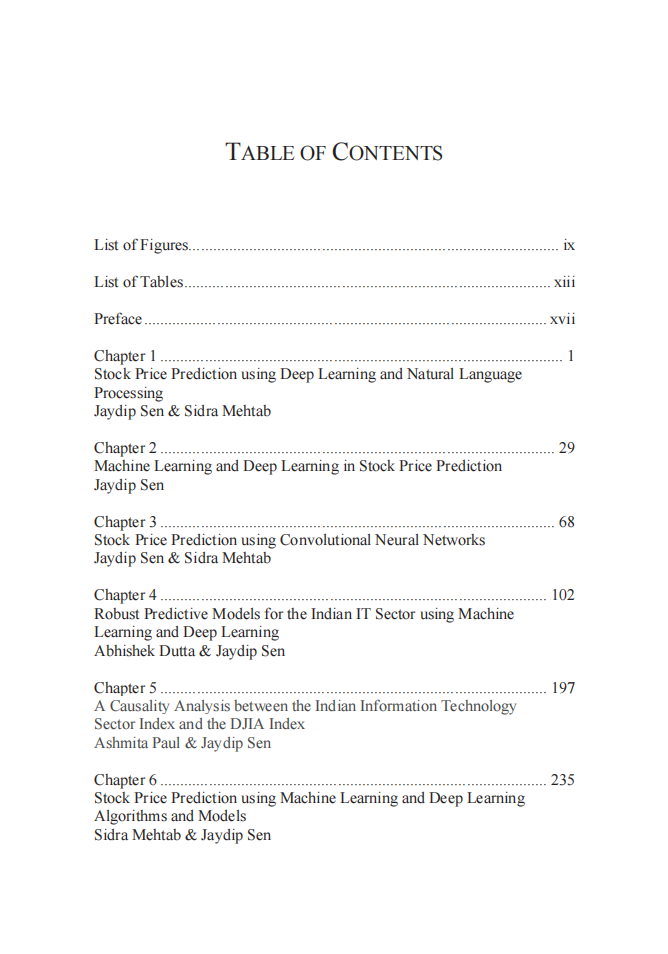 TABLE OF CONTENTS
List of Figures.................................................................................... ix
List of Tables.................................................................................... xiii
Preface .......................................................................................... xvii
Chapter 1 .......................................................................................... 1
Stock Price Prediction using Deep Learning and Natural Language
Processing
Jaydip Sen & Sidra Mehtab
Chapter 2 ........................................................................................ 29
Machine Learning and Deep Learning in Stock Price Prediction
Jaydip Sen
Chapter 3 ........................................................................................ 68
Stock Price Prediction using Convolutional Neural Networks
Jaydip Sen & Sidra Mehtab
Chapter 4 ...................................................................................... 102
Robust Predictive Models for the Indian IT Sector using Machine
Learning and Deep Learning
Abhishek Dutta & Jaydip Sen
Chapter 5 ...................................................................................... 197
A Causality Analysis between the Indian Information Technology
Sector Index and the DJIA Index
Ashmita Paul & Jaydip Sen
Chapter 6 ...................................................................................... 235
Stock Price Prediction using Machine Learning and Deep Learning
Algorithms and Models
Sidra Mehtab & Jaydip Sen